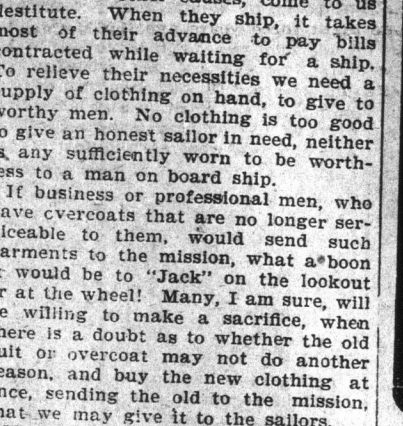 causes, come to us
destitute. When they ship, it takes
most of their advance to pay bills
contracted while waiting for a ship.
To relieve their necessities we need a
supply of clothing on hand, to give to
worthy men. No clothing is too good
to give an honest sailor in need, neither
is any sufficiently worn to be worth-
less to a man on board ship.
If business or professional men, who
have overcoats that are no longer ser-
viceable to them, would send such
garments to the mission, what a boon
it would be to "Jack" on the lookout
or at the wheel! Many, I am sure, will
be willing to make a sacrifice, when
there is a doubt as to whether the old
suit or overcoat may not do another
season, and buy the new clothing at
once, sending the old to the mission,
that we may give it to the sailors.